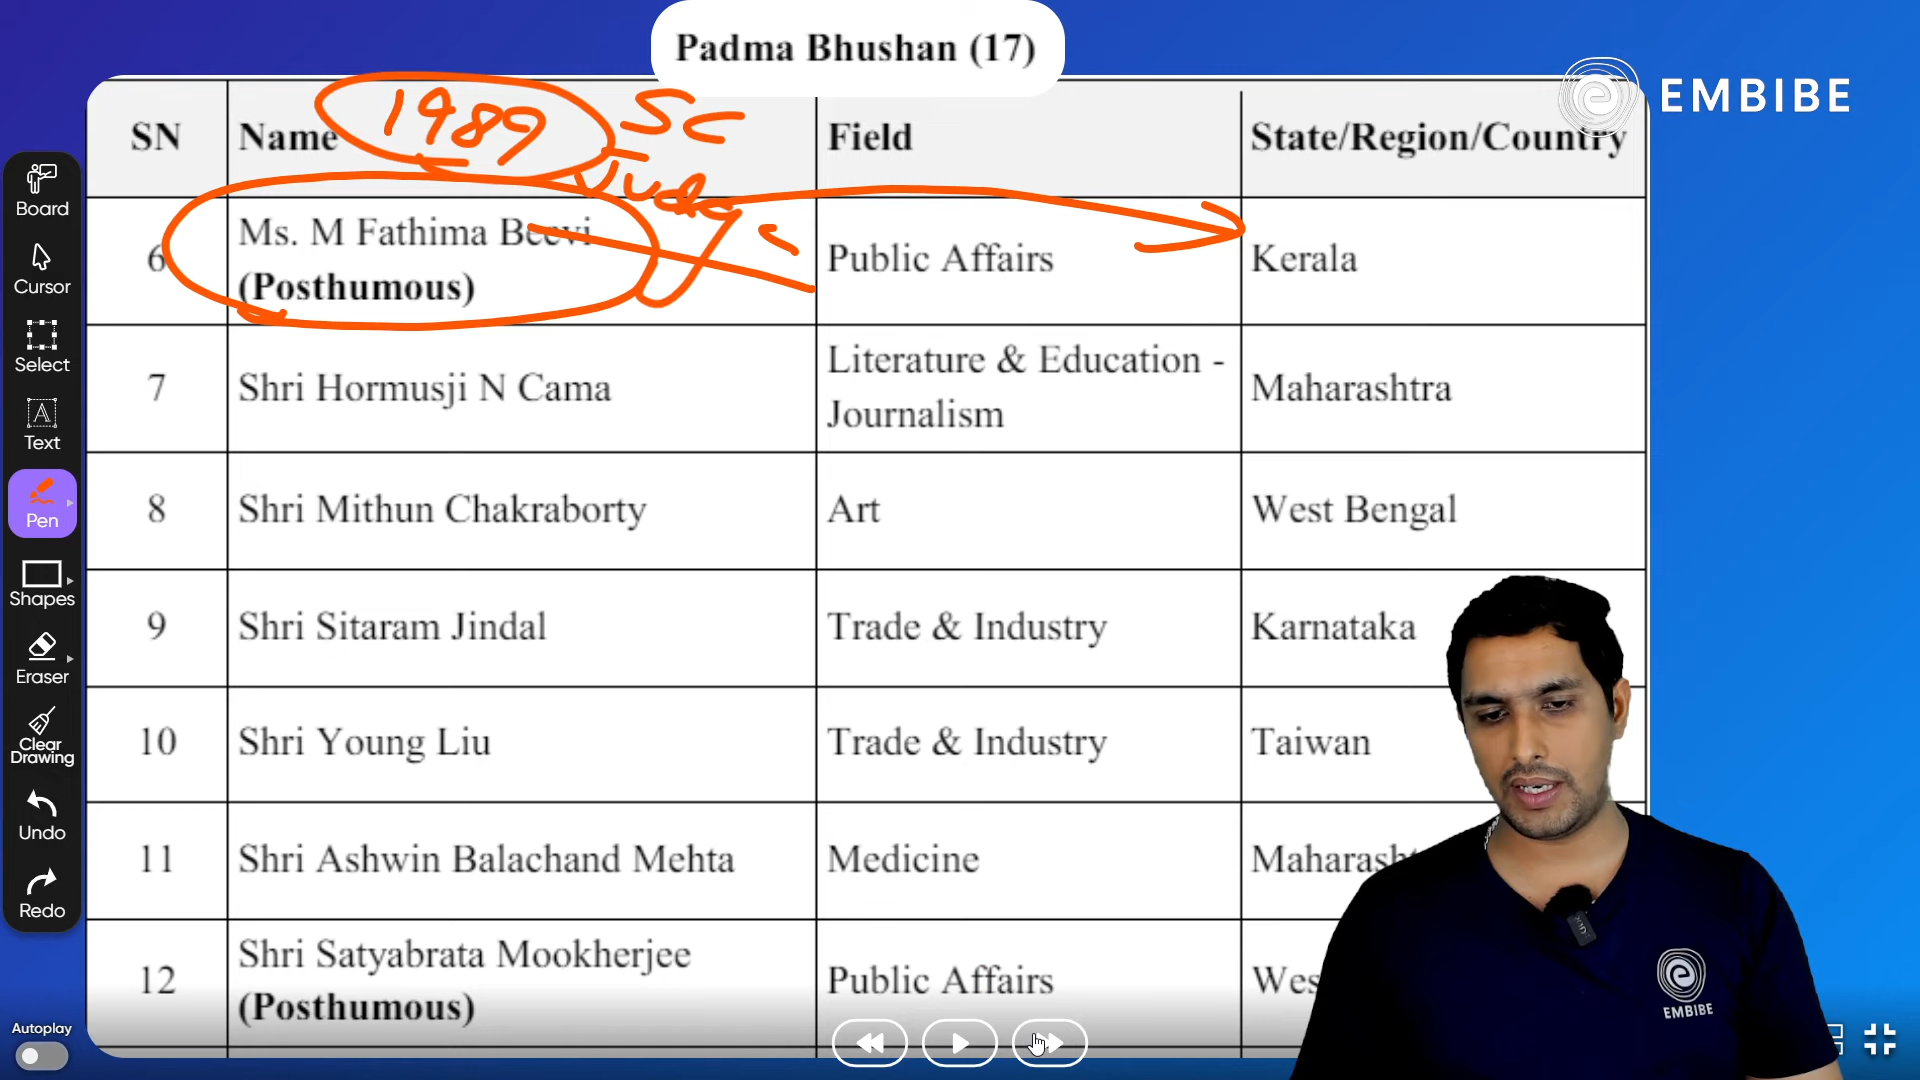 Padma Bhushan (17)
EMBIBE
SN Name Field State/Region/Country
1989 SC
Judge
6 Ms. M Fathima Beevi
(Posthumous) Public Affairs Kerala
7 Shri Hormusji N Cama Literature & Education -
Journalism Maharashtra
8 Shri Mithun Chakraborty Art West Bengal
9 Shri Sitaram Jindal Trade & Industry Karnataka
10 Shri Young Liu Trade & Industry Taiwan
11 Shri Ashwin Balachand Mehta Medicine Maharasht
12 Shri Satyabrata Mookherjee
(Posthumous) Public Affairs Wes
Board
Cursor
Select
Text
Pen
Shapes
Eraser
Clear
Drawing
Undo
Redo
Autoplay
EMBIBE